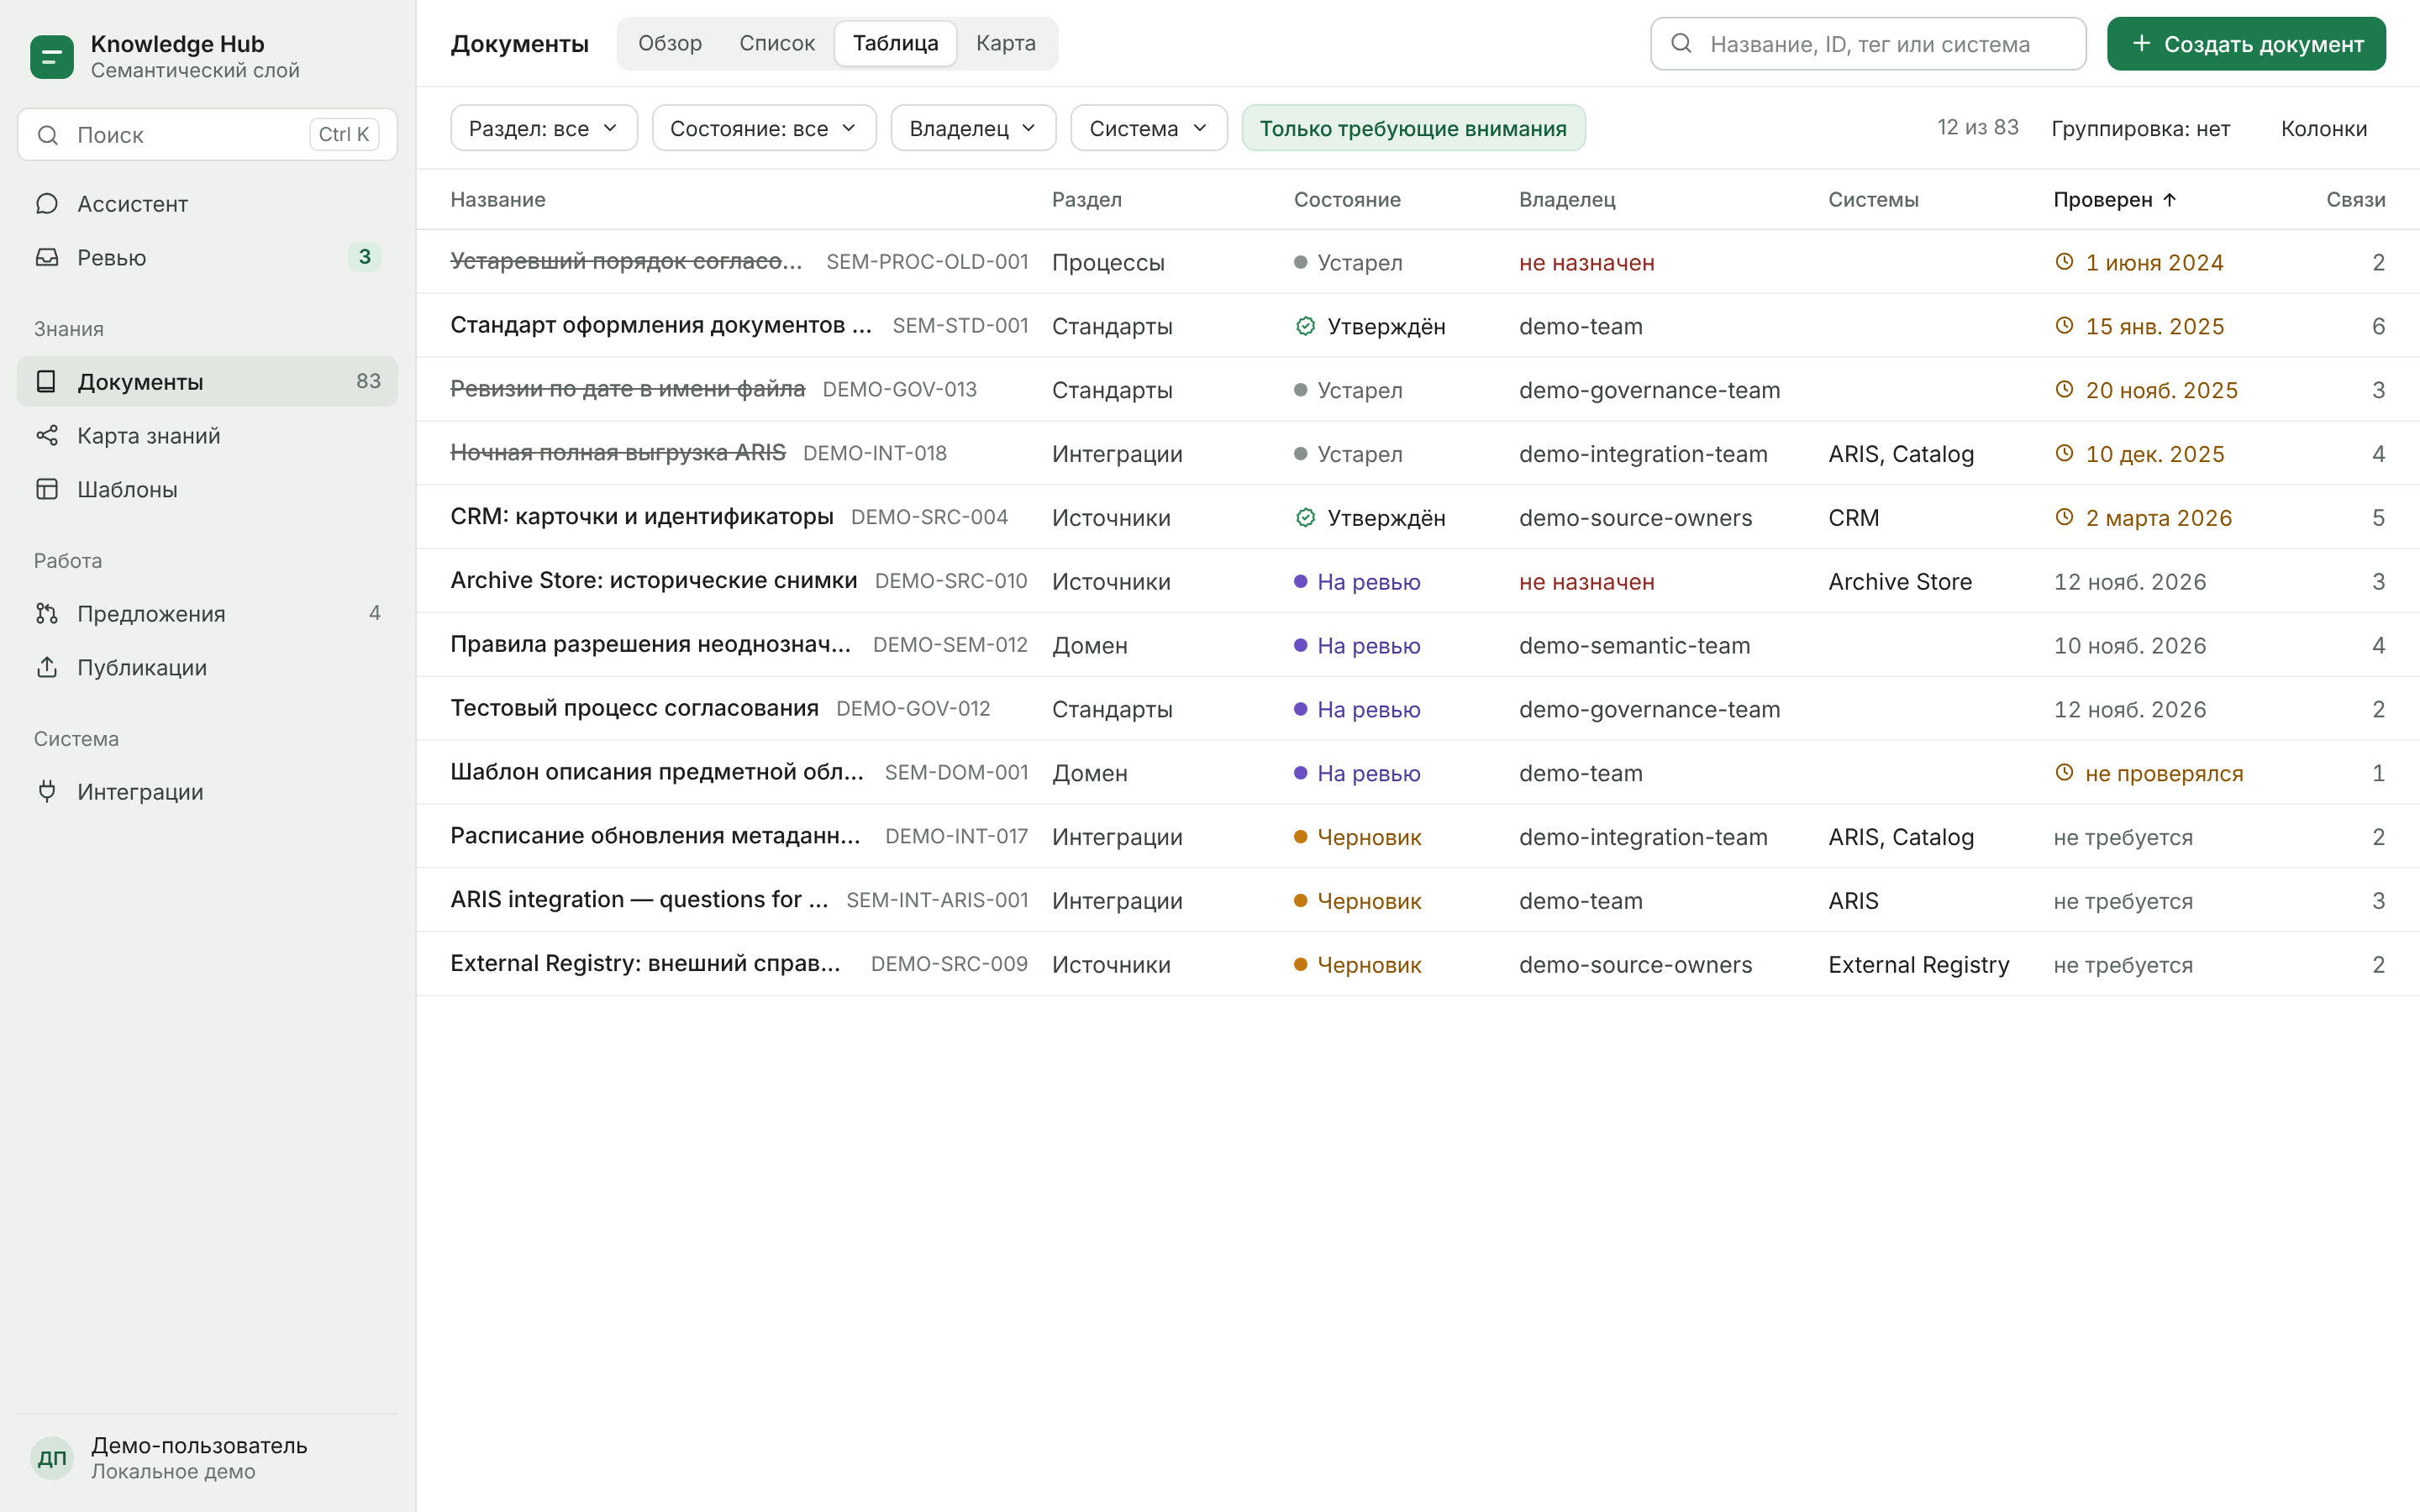 Knowledge Hub
Семантический слой
Поиск Ctrl K
Ассистент
Ревью 3
Знания
Документы 83
Карта знаний
Шаблоны
Работа
Предложения 4
Публикации
Система
Интеграции
ДП Демо-пользователь
Локальное демо
Документы Обзор Список Таблица Карта Название, ID, тег или система + Создать документ
Раздел: все Состояние: все Владелец Система Только требующие внимания 12 из 83 Группировка: нет Колонки
Название Раздел Состояние Владелец Системы Проверен ↑ Связи
Устаревший порядок согласо... SEM-PROC-OLD-001 Процессы Устарел не назначен 1 июня 2024 2
Стандарт оформления документов ... SEM-STD-001 Стандарты Утверждён demo-team 15 янв. 2025 6
Ревизии по дате в имени файла DEMO-GOV-013 Стандарты Устарел demo-governance-team 20 нояб. 2025 3
Ночная полная выгрузка ARIS DEMO-INT-018 Интеграции Устарел demo-integration-team ARIS, Catalog 10 дек. 2025 4
CRM: карточки и идентификаторы DEMO-SRC-004 Источники Утверждён demo-source-owners CRM 2 марта 2026 5
Archive Store: исторические снимки DEMO-SRC-010 Источники На ревью не назначен Archive Store 12 нояб. 2026 3
Правила разрешения неоднознач... DEMO-SEM-012 Домен На ревью demo-semantic-team 10 нояб. 2026 4
Тестовый процесс согласования DEMO-GOV-012 Стандарты На ревью demo-governance-team 12 нояб. 2026 2
Шаблон описания предметной обл... SEM-DOM-001 Домен На ревью demo-team не проверялся 1
Расписание обновления метаданн... DEMO-INT-017 Интеграции Черновик demo-integration-team ARIS, Catalog не требуется 2
ARIS integration — questions for ... SEM-INT-ARIS-001 Интеграции Черновик demo-team ARIS не требуется 3
External Registry: внешний справ... DEMO-SRC-009 Источники Черновик demo-source-owners External Registry не требуется 2